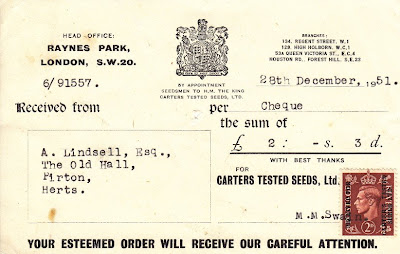 HEAD OFFICE:
RAYNES PARK,
LONDON, S.W.20.
6/91557.
BY APPOINTMENT
SEEDSMEN TO H.M. THE KING
CARTERS TESTED SEEDS, LTD.
BRANCHES:
134, REGENT STREET, W.1
129, HIGH HOLBORN, W.C.1
53A QUEEN VICTORIA ST., E.C.4
HOUSTON RD., FOREST HILL, S.E.23
28th December, 1951.
Received from per Cheque
the sum of
£ 2: -s. 3 d.
WITH BEST THANKS
FOR
CARTERS TESTED SEEDS, Ltd.
A. Lindsell, Esq.,
The Old Hall,
Pirton,
Herts.
M.M.Swain
POSTAGE
REVENUE
2D
YOUR ESTEEMED ORDER WILL RECEIVE OUR CAREFUL ATTENTION.